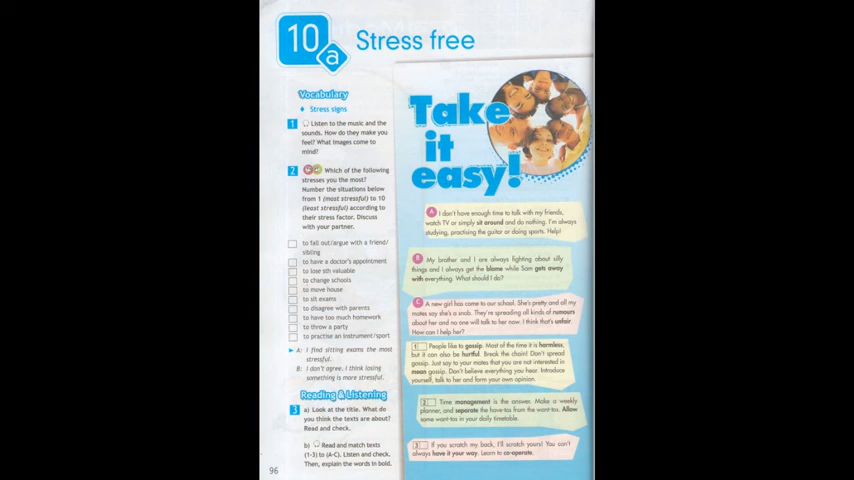 10 a Stress free
Vocabulary
Stress signs
1 Listen to the music and the
sounds. How do they make you
feel? What images come to
mind?
2 Which of the following
stresses you the most?
Number the situations below
from 1 (most stressful) to 10
(least stressful) according to
their stress factor. Discuss
with your partner.
to fall out/argue with a friend/
sibling
to have a doctor's appointment
to lose sth valuable
to change schools
to move house
to sit exams
to disagree with parents
to have too much homework
to throw a party
to practise an instrument/sport
A: I find sitting exams the most
stressful.
B: I don't agree. I think losing
something is more stressful.
Reading & Listening
3 a) Look at the title. What do
you think the texts are about?
Read and check.
b) Read and match texts
(1-3) to (A-C). Listen and check.
Then, explain the words in bold.
96
Take
it
easy!
A I don't have enough time to talk with my friends,
watch TV or simply sit around and do nothing. I'm always
studying, practising the guitar or doing sports. Help!
B My brother and I are always fighting about silly
things and I always get the blame while Sam gets away
with everything. What should I do?
C A new girl has come to our school. She's pretty and all my
mates say she's a snob. They're spreading all kinds of rumours
about her and no one will talk to her now. I think that's unfair.
How can I help her?
1 People like to gossip. Most of the time it is harmless,
but it can also be hurtful. Break the chain! Don't spread
gossip. Just say to your mates that you are not interested in
mean gossip. Don't believe everything you hear. Introduce
yourself, talk to her and form your own opinion.
2 Time management is the answer. Make a weekly
planner, and separate the have-tos from the want-tos. Allow
some want-tos in your daily timetable.
3 If you scratch my back, I'll scratch yours! You can't
always have it your way. Learn to co-operate.